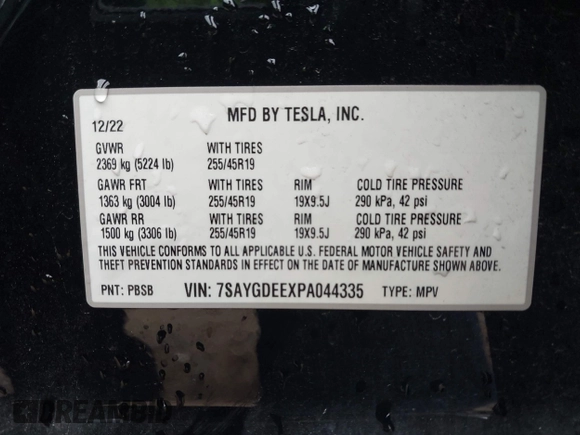 MFD BY TESLA, INC.
12/22
GVWR WITH TIRES
2369 kg (5224 lb) 255/45R19
GAWR FRT WITH TIRES RIM COLD TIRE PRESSURE
1363 kg (3004 lb) 255/45R19 19X9.5J 290 kPa, 42 psi
GAWR RR WITH TIRES RIM COLD TIRE PRESSURE
1500 kg (3306 lb) 255/45R19 19X9.5J 290 kPa, 42 psi
THIS VEHICLE CONFORMS TO ALL APPLICABLE U.S. FEDERAL MOTOR VEHICLE SAFETY AND
THEFT PREVENTION STANDARDS IN EFFECT ON THE DATE OF MANUFACTURE SHOWN ABOVE.
PNT: PBSB VIN: 7SAYGDEEXPA044335 TYPE: MPV
DREAMBID